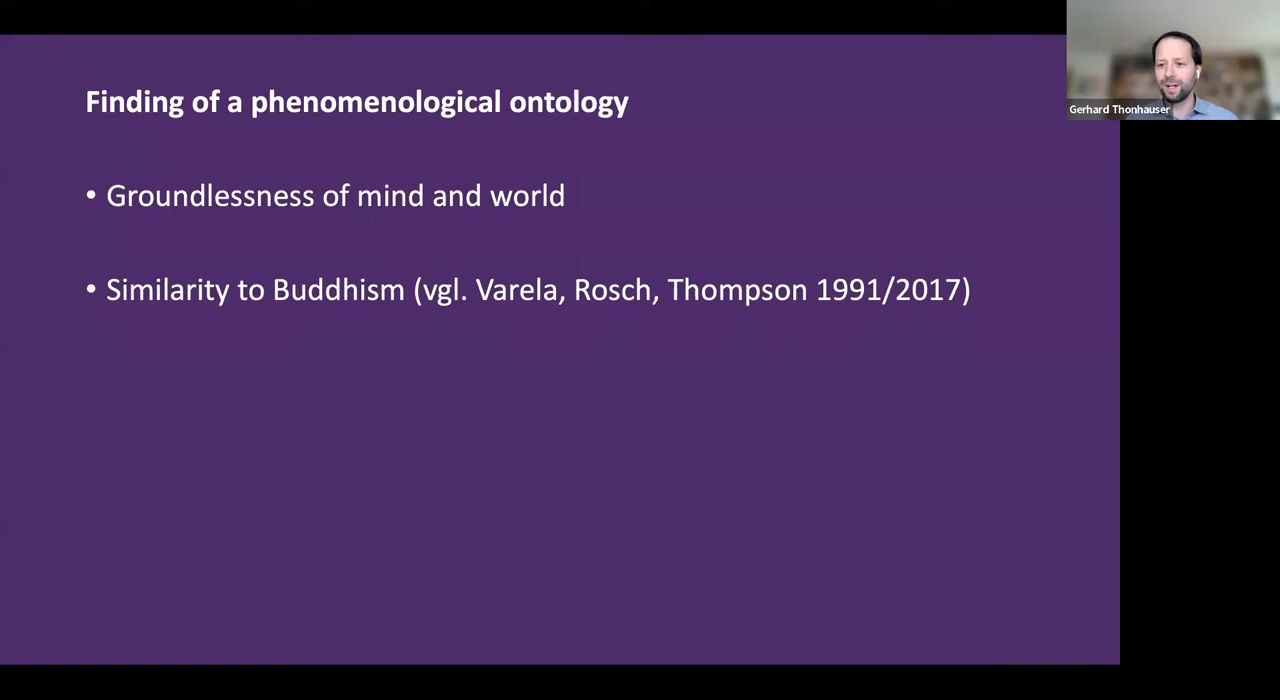 Finding of a phenomenological ontology
• Groundlessness of mind and world
• Similarity to Buddhism (vgl. Varela, Rosch, Thompson 1991/2017)
Gerhard Thonhauser